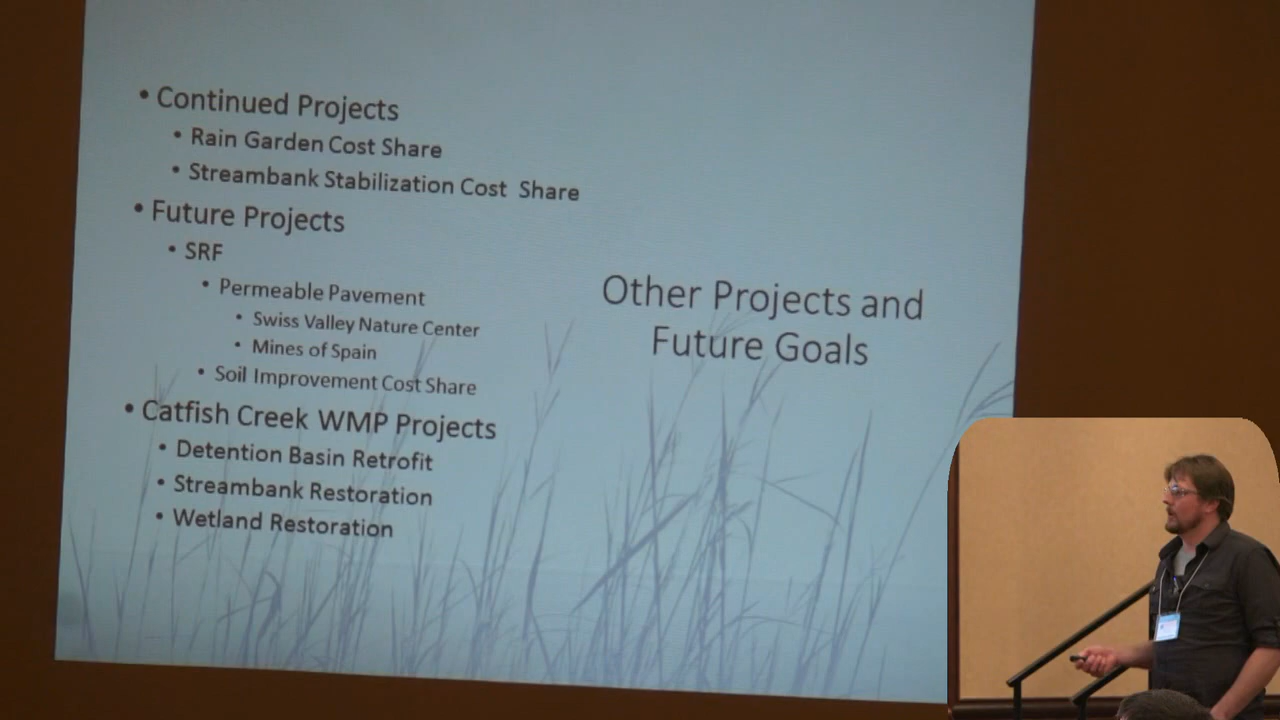 • Continued Projects
• Rain Garden Cost Share
• Streambank Stabilization Cost Share
• Future Projects
• SRF
• Permeable Pavement
• Swiss Valley Nature Center
• Mines of Spain
• Soil Improvement Cost Share
• Catfish Creek WMP Projects
• Detention Basin Retrofit
• Streambank Restoration
• Wetland Restoration
Other Projects and
Future Goals